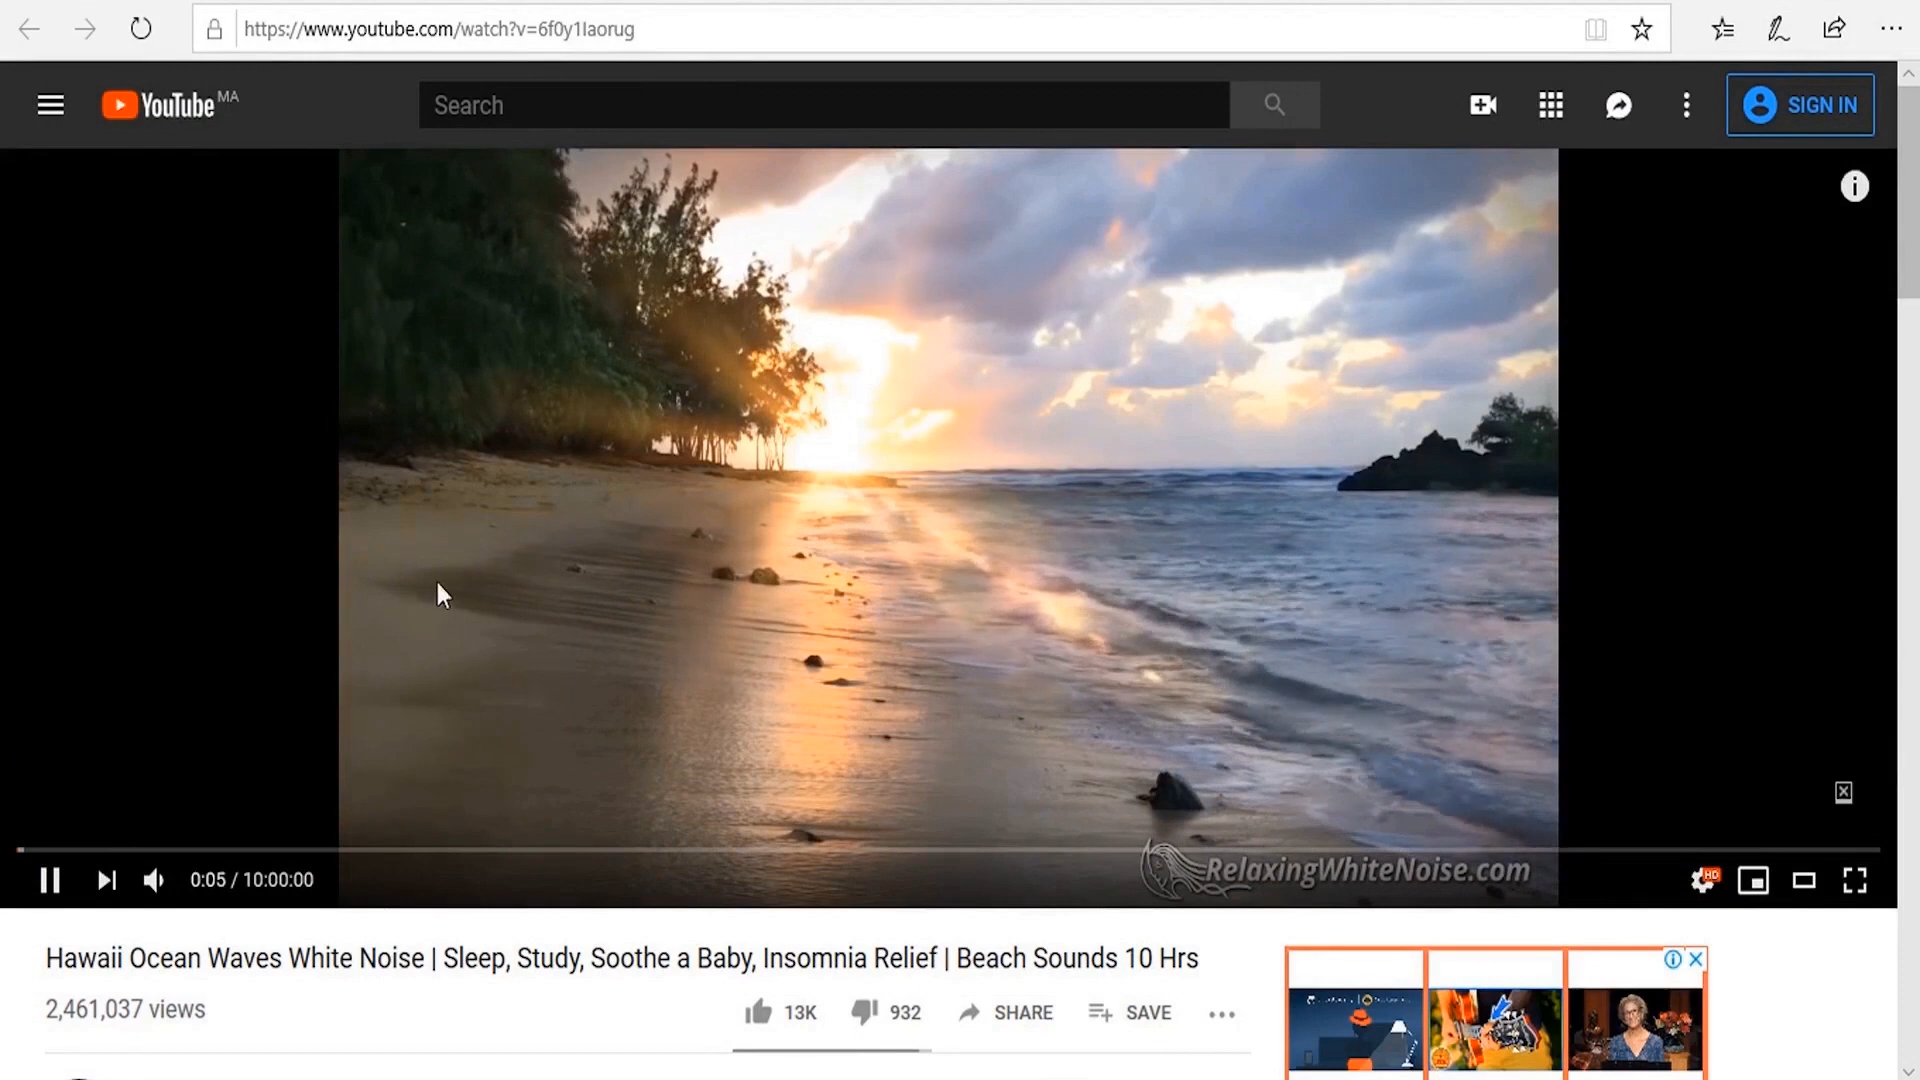 https://www.youtube.com/watch?v=6f0y1Iaorug
YouTube MA
Search
SIGN IN
RelaxingWhiteNoise.com
0:05 / 10:00:00
HD
Hawaii Ocean Waves White Noise | Sleep, Study, Soothe a Baby, Insomnia Relief | Beach Sounds 10 Hrs
2,461,037 views
13K
932
SHARE
SAVE